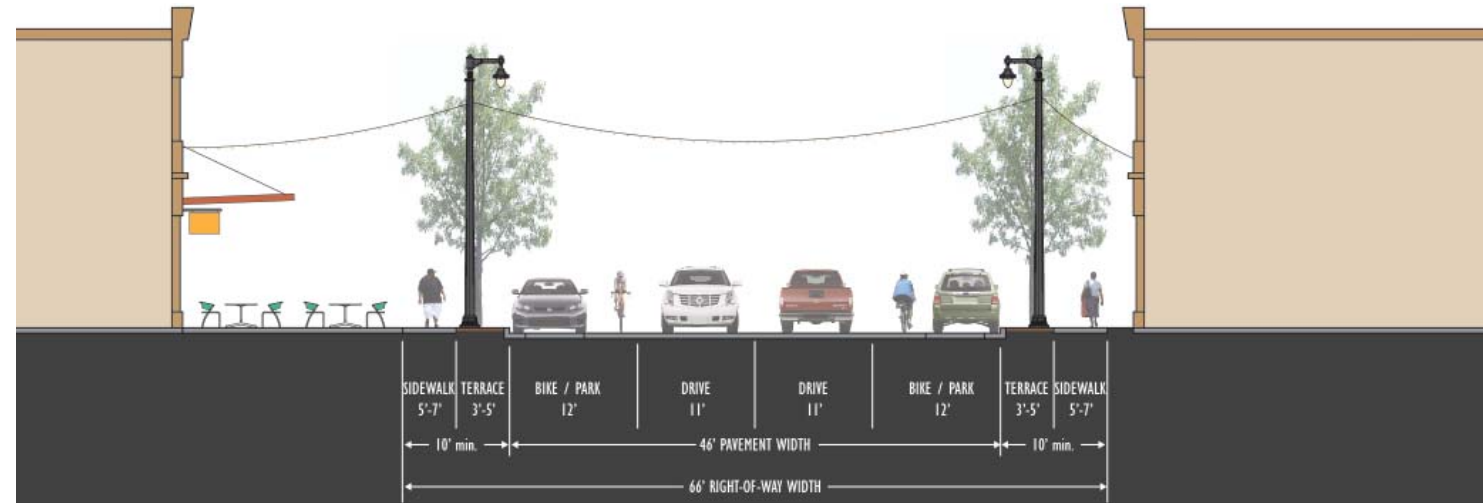 SIDEWALK
5'-7'
TERRACE
3'-5'
BIKE / PARK
12'
DRIVE
11'
DRIVE
11'
BIKE / PARK
12'
TERRACE
3'-5'
SIDEWALK
5'-7'
10' min.
46' PAVEMENT WIDTH
10' min.
66' RIGHT-OF-WAY WIDTH